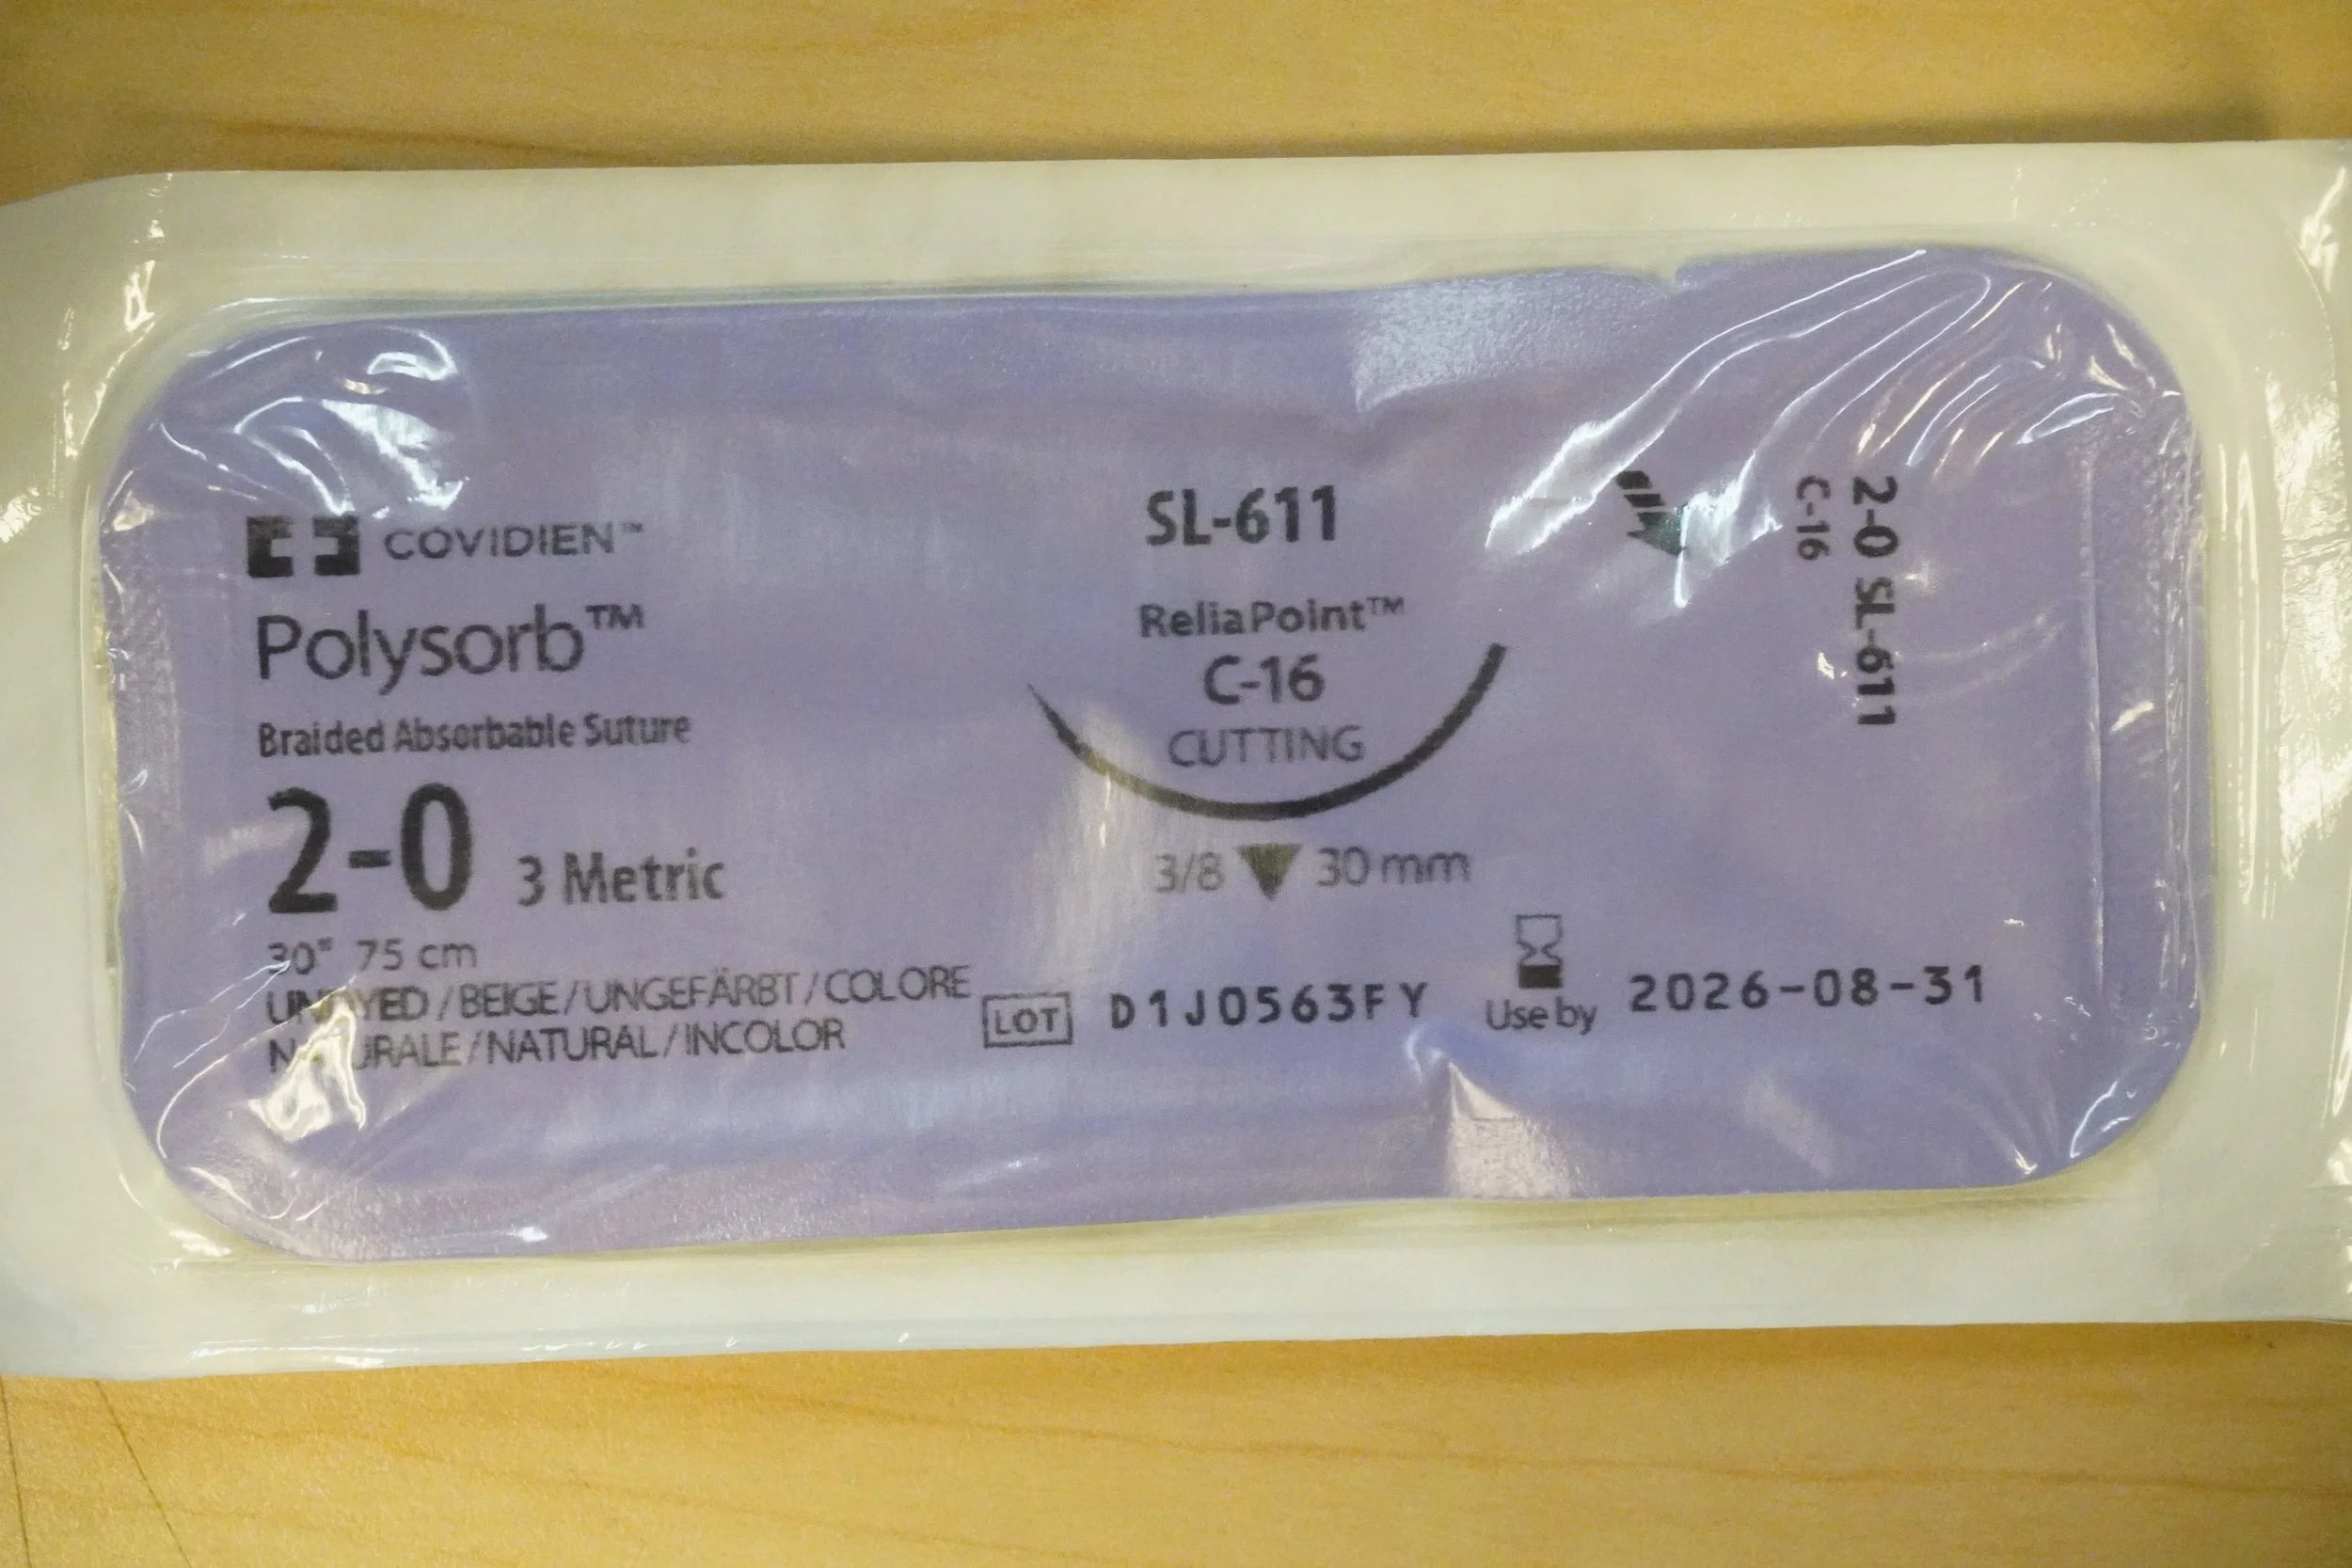 COVIDIEN™
Polysorb™
Braided Absorbable Suture
2-0 3 Metric
30" 75 cm
UNDYED / BEIGE / UNGEFÄRBT / COLORE
NATURALE / NATURAL / INCOLOR
SL-611
ReliaPoint™
C-16
CUTTING
3/8 ▼ 30 mm
LOT D1J0563FY
Use by 2026-08-31
2-0 SL-611
C-16